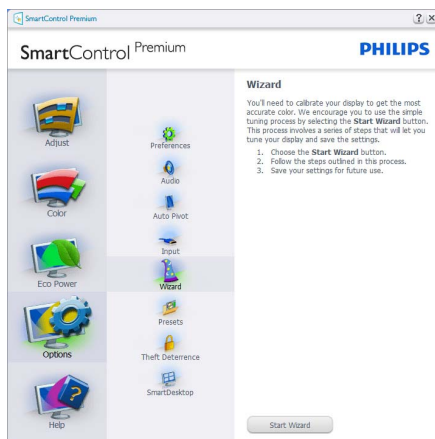 SmartControl Premium
SmartControl Premium
PHILIPS
Adjust
Color
Eco Power
Options
Help
Preferences
Audio
Auto Pivot
Input
Wizard
Presets
Theft Deterrence
SmartDesktop
Wizard
You'll need to calibrate your display to get the most
accurate color. We encourage you to use the simple
tuning process by selecting the Start Wizard button.
This process involves a series of steps that will let you
tune your display and save the settings.
1. Choose the Start Wizard button.
2. Follow the steps outlined in this process.
3. Save your settings for future use.
Start Wizard